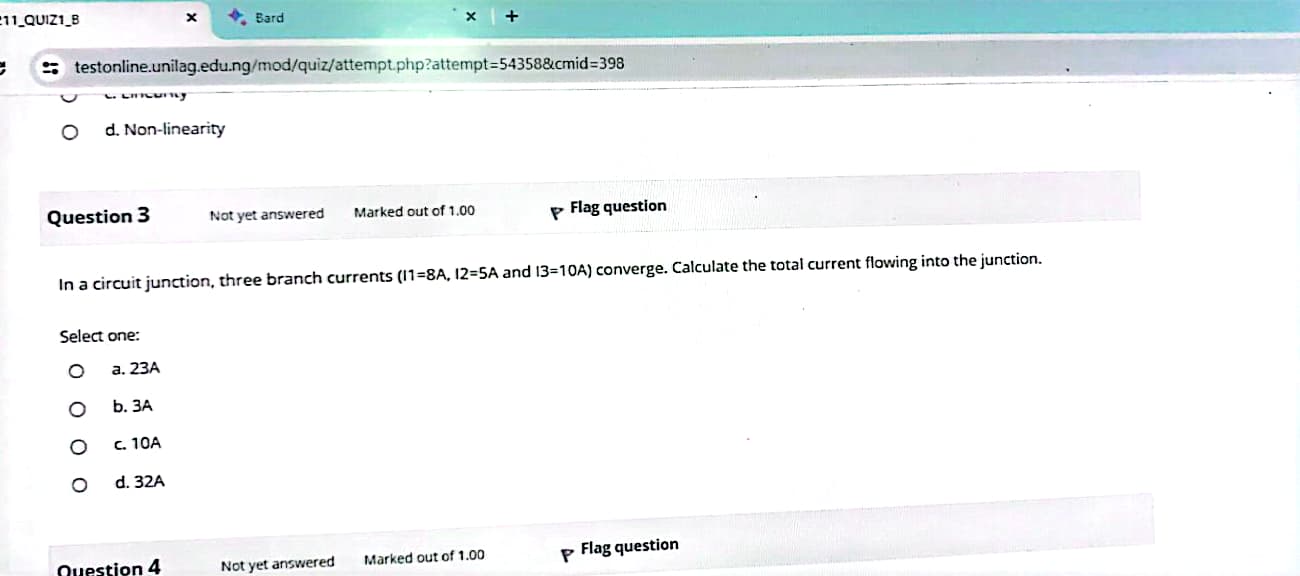 211_QUIZ1_B × Bard × +
testonline.unilag.edu.ng/mod/quiz/attempt.php?attempt=54358&cmid=398
c. Linearity
d. Non-linearity
Question 3 Not yet answered Marked out of 1.00 Flag question
In a circuit junction, three branch currents (I1=8A, I2=5A and I3=10A) converge. Calculate the total current flowing into the junction.
Select one:
a. 23A
b. 3A
c. 10A
d. 32A
Question 4 Not yet answered Marked out of 1.00 Flag question